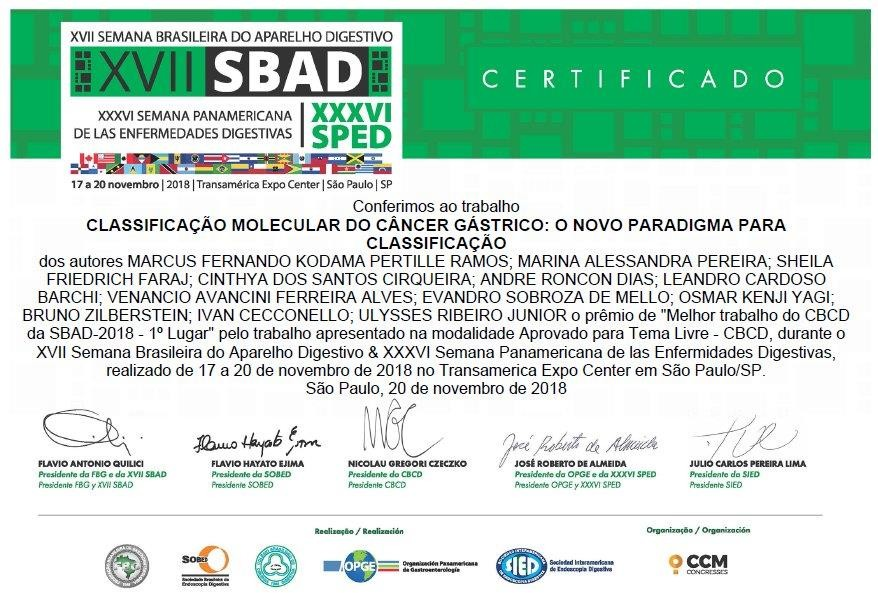 XVII SEMANA BRASILEIRA DO APARELHO DIGESTIVO
XVII SBAD
XXXVI SEMANA PANAMERICANA
DE LAS ENFERMEDADES DIGESTIVAS
XXXVI
SPED
17 a 20 novembro | 2018 | Transamérica Expo Center | São Paulo | SP
CERTIFICADO
Conferimos ao trabalho
CLASSIFICAÇÃO MOLECULAR DO CÂNCER GÁSTRICO: O NOVO PARADIGMA PARA
CLASSIFICAÇÃO
dos autores MARCUS FERNANDO KODAMA PERTILLE RAMOS; MARINA ALESSANDRA PEREIRA; SHEILA
FRIEDRICH FARAJ; CINTHYA DOS SANTOS CIRQUEIRA; ANDRE RONCON DIAS; LEANDRO CARDOSO
BARCHI; VENANCIO AVANCINI FERREIRA ALVES; EVANDRO SOBROZA DE MELLO; OSMAR KENJI YAGI;
BRUNO ZILBERSTEIN; IVAN CECCONELLO; ULYSSES RIBEIRO JUNIOR o prêmio de "Melhor trabalho do CBCD
da SBAD-2018 - 1º Lugar" pelo trabalho apresentado na modalidade Aprovado para Tema Livre - CBCD, durante o
XVII Semana Brasileira do Aparelho Digestivo & XXXVI Semana Panamericana de las Enfermidades Digestivas,
realizado de 17 a 20 de novembro de 2018 no Transamerica Expo Center em São Paulo/SP.
São Paulo, 20 de novembro de 2018
Flavio Hayato Ejima
José Roberto de Almeida
FLAVIO ANTONIO QUILICI
Presidente da FBG e da XVII SBAD
Presidente FBG y XVII SBAD
FLAVIO HAYATO EJIMA
Presidente da SOBED
Presidente SOBED
NICOLAU GREGORI CZECZKO
Presidente do CBCD
Presidente CBCD
JOSÉ ROBERTO DE ALMEIDA
Presidente da OPGE e da XXXVI SPED
Presidente OPGE y XXXVI SPED
JULIO CARLOS PEREIRA LIMA
Presidente da SIED
Presidente SIED
Realização / Realización
Organização / Organización
FBG
SOBED
Sociedade Brasileira de
Endoscopia Digestiva
OPGE
Organización Panamericana
de Gastroenterología
SIED
Sociedad Interamericana
de Endoscopía Digestiva
CCM
CONGRESSES